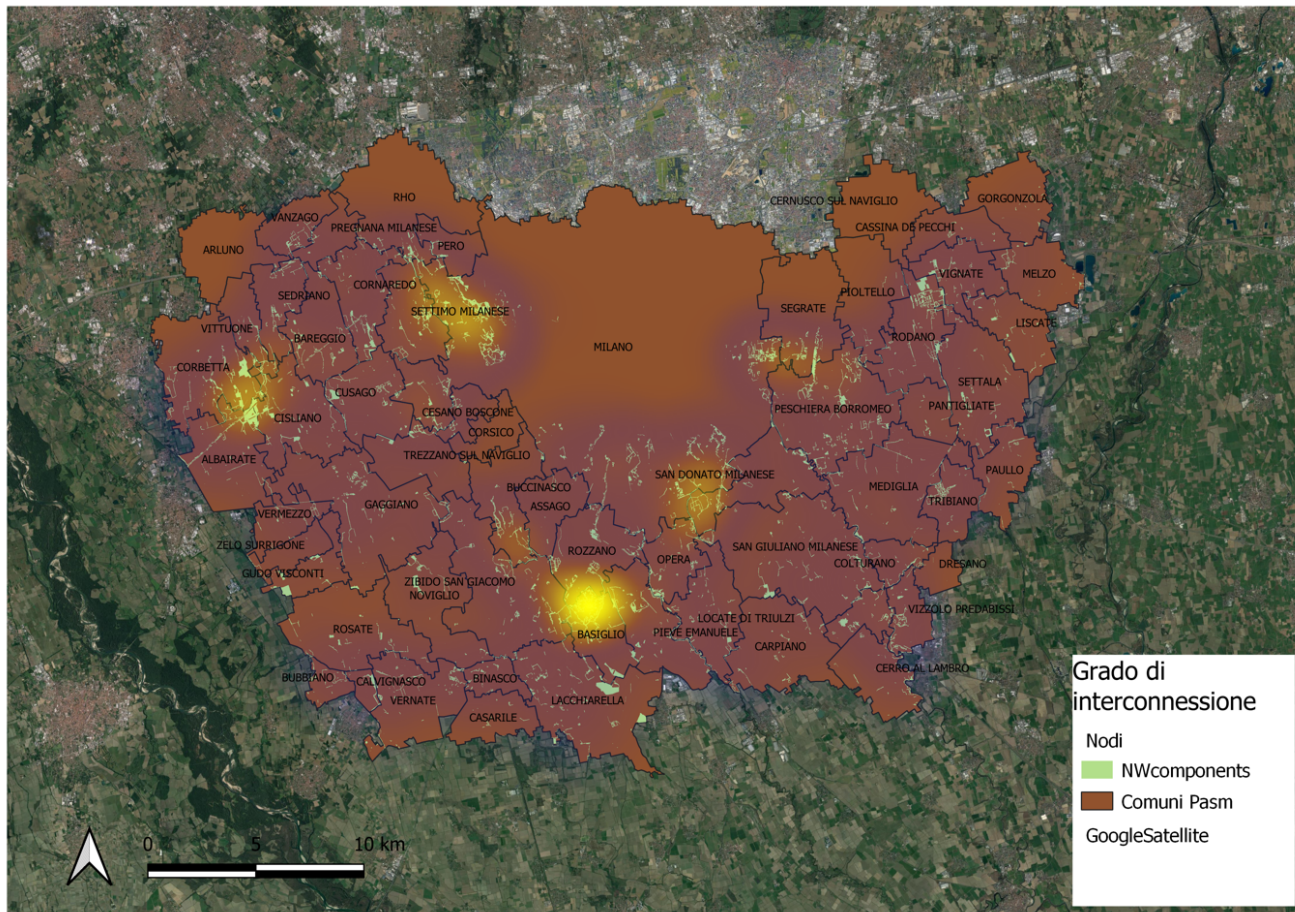 RHO
CERNUSCO SUL NAVIGLIO
GORGONZOLA
VANZAGO
PREGNANA MILANESE
CASSINA DE PECCHI
ARLUNO
PERO
VIGNATE
MELZO
CORNAREDO
SEDRIANO
PIOLTELLO
SEGRATE
SETTIMO MILANESE
LISCATE
VITTUONE
BAREGGIO
MILANO
RODANO
CORBETTA
SETTALA
CUSAGO
CISLIANO
CESANO BOSCONE
PESCHIERA BORROMEO
PANTIGLIATE
CORSICO
ALBAIRATE
TREZZANO SUL NAVIGLIO
SAN DONATO MILANESE
PAULLO
BUCCINASCO
MEDIGLIA
GAGGIANO
ASSAGO
TRIBIANO
VERMEZZO
ZELO SURRIGONE
ROZZANO
SAN GIULIANO MILANESE
OPERA
COLTURANO
DRESANO
GUDO VISCONTI
ZIBIDO SAN GIACOMO
NOVIGLIO
VIZZOLO PREDABISSI
LOCATE DI TRIULZI
ROSATE
BASIGLIO
PIEVE EMANUELE
CARPIANO
CERRO AL LAMBRO
BUBBIANO
CALVIGNASCO
BINASCO
VERNATE
LACCHIARELLA
CASARILE
Grado di
interconnessione
Nodi
NWcomponents
Comuni Pasm
GoogleSatellite
0 5 10 km